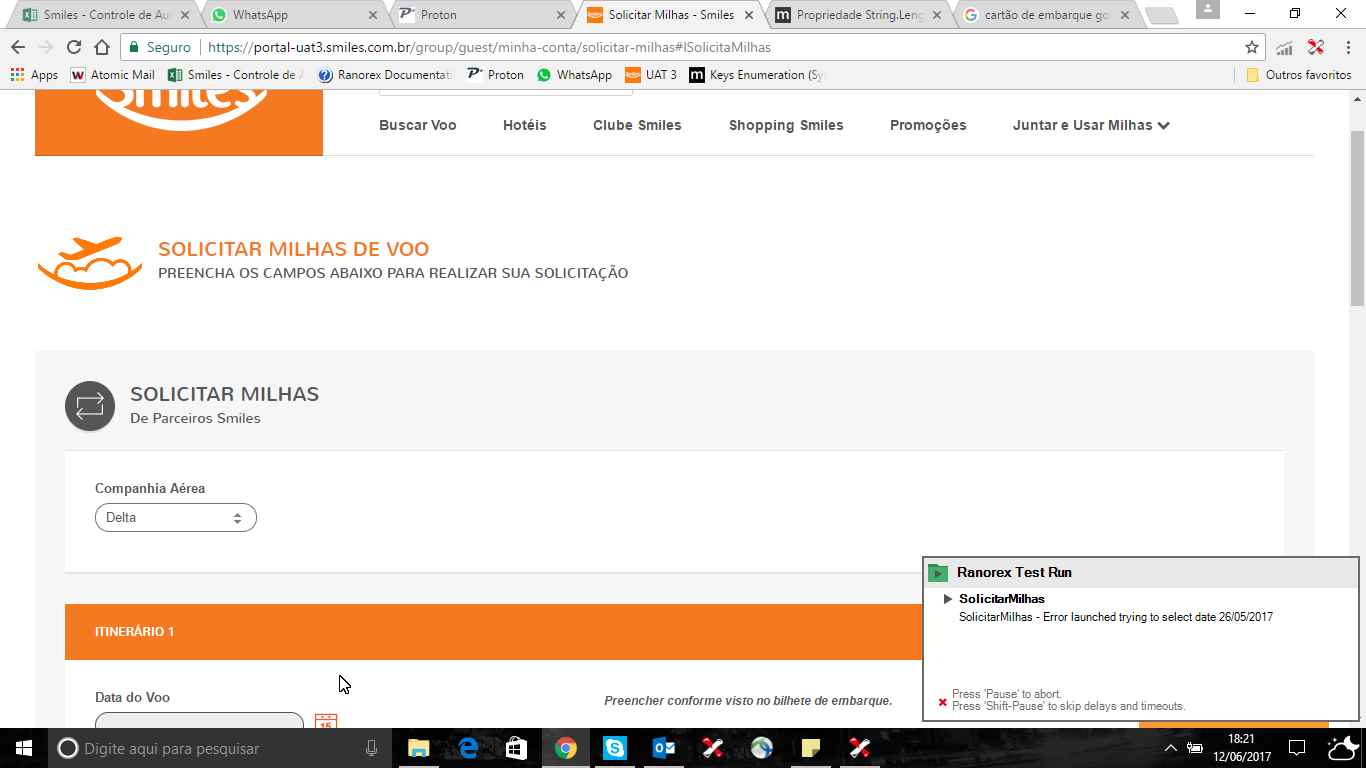 Smiles - Controle de Au
WhatsApp
Proton
Solicitar Milhas - Smiles
Propriedade String.Leng
cartão de embarque go
Seguro
https://portal-uat3.smiles.com.br/group/guest/minha-conta/solicitar-milhas#ISolicitaMilhas
Apps
Atomic Mail
Smiles - Controle de A
Ranorex Documentati
Proton
WhatsApp
UAT 3
Keys Enumeration (Sy
Outros favoritos
smiles
Buscar Voo
Hotéis
Clube Smiles
Shopping Smiles
Promoções
Juntar e Usar Milhas
SOLICITAR MILHAS DE VOO
PREENCHA OS CAMPOS ABAIXO PARA REALIZAR SUA SOLICITAÇÃO
SOLICITAR MILHAS
De Parceiros Smiles
Companhia Aérea
Delta
Ranorex Test Run
SolicitarMilhas
SolicitarMilhas - Error launched trying to select date 26/05/2017
Press 'Pause' to abort.
Press 'Shift-Pause' to skip delays and timeouts.
ITINERÁRIO 1
Data do Voo
Preencher conforme visto no bilhete de embarque.
15
Digite aqui para pesquisar
18:21
12/06/2017